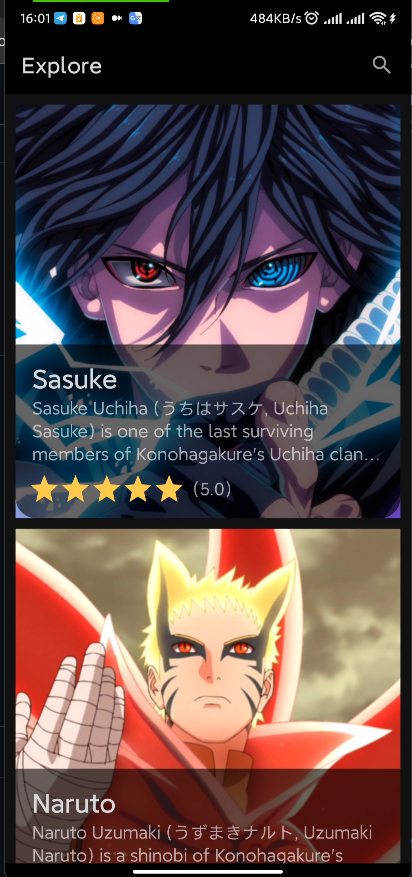 16:01
484KB/s
Explore
Sasuke
Sasuke Uchiha (うちはサスケ, Uchiha
Sasuke) is one of the last surviving
members of Konohagakure's Uchiha clan...
(5.0)
Naruto
Naruto Uzumaki (うずまきナルト, Uzumaki
Naruto) is a shinobi of Konohagakure's